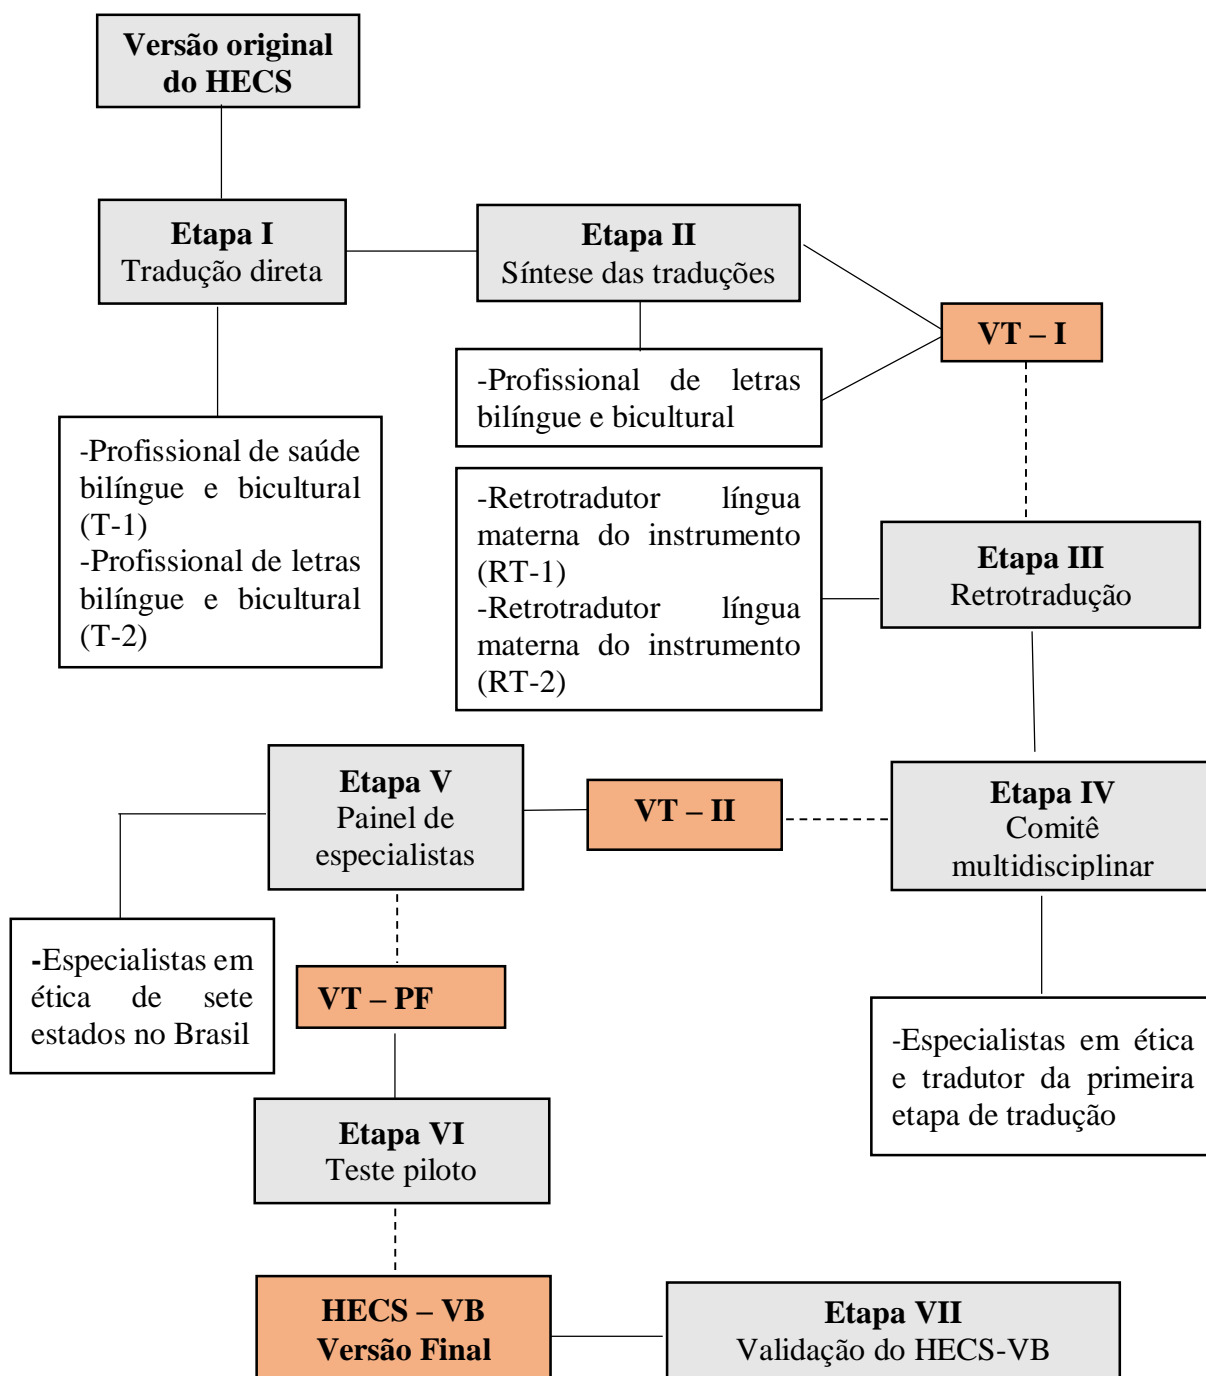 Versão original
do HECS
Etapa I
Tradução direta
Etapa II
Síntese das traduções
VT – I
-Profissional de letras
bilíngue e bicultural
-Profissional de saúde
bilíngue e bicultural
(T-1)
-Profissional de letras
bilíngue e bicultural
(T-2)
-Retrotradutor língua
materna do instrumento
(RT-1)
-Retrotradutor língua
materna do instrumento
(RT-2)
Etapa III
Retrotradução
Etapa IV
Comitê
multidisciplinar
VT – II
Etapa V
Painel de
especialistas
-Especialistas em
ética de sete
estados no Brasil
VT – PF
-Especialistas em ética
e tradutor da primeira
etapa de tradução
Etapa VI
Teste piloto
HECS – VB
Versão Final
Etapa VII
Validação do HECS-VB